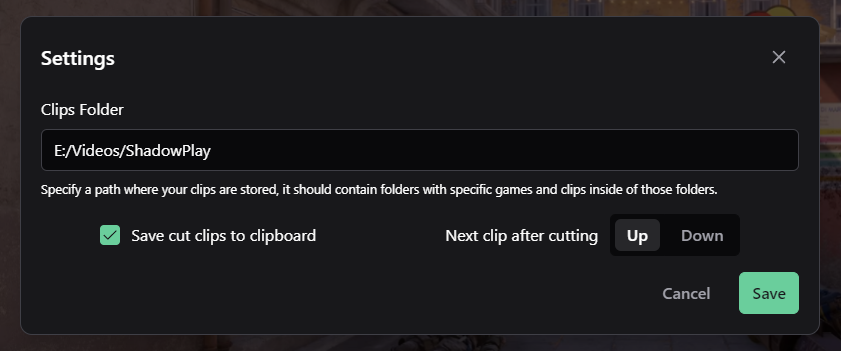 Settings
Clips Folder
E:/Videos/ShadowPlay
Specify a path where your clips are stored, it should contain folders with specific games and clips inside of those folders.
Save cut clips to clipboard
Next clip after cutting
Up
Down
Cancel
Save